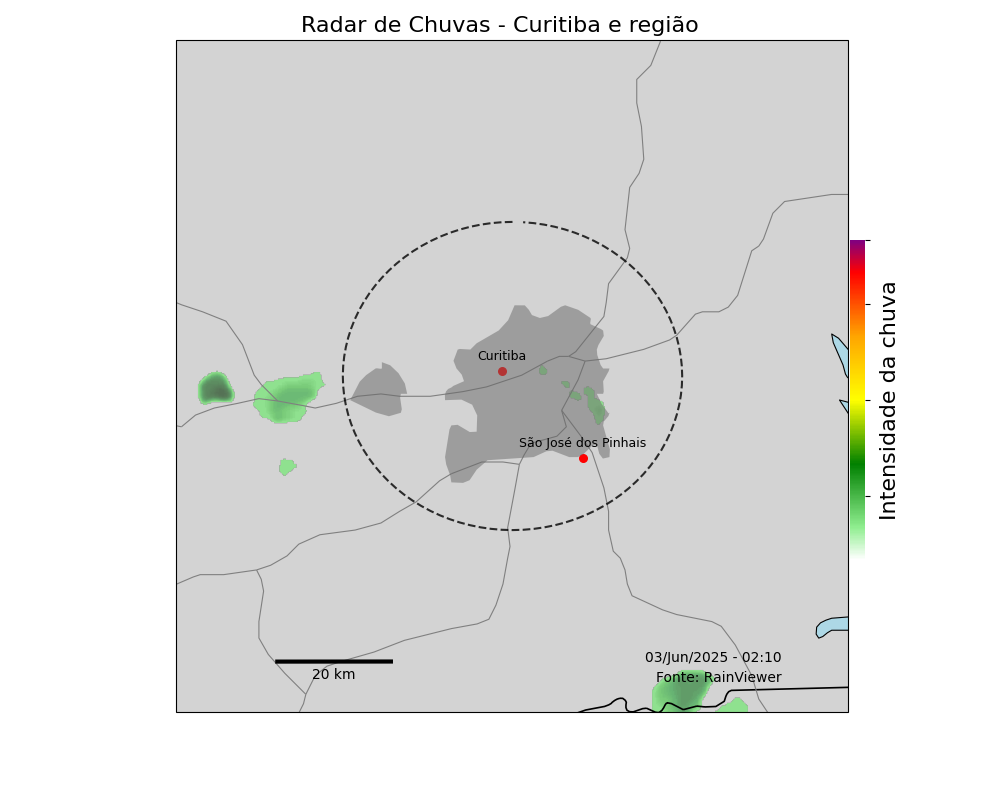 Radar de Chuvas - Curitiba e região
Curitiba
São José dos Pinhais
Intensidade da chuva
03/Jun/2025 - 02:10
Fonte: RainViewer
20 km